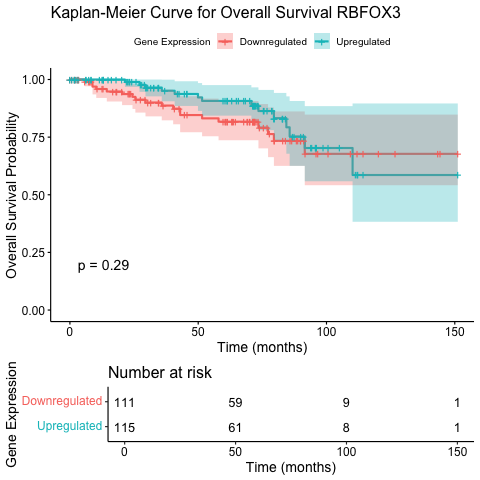 Kaplan-Meier Curve for Overall Survival RBFOX3
Gene Expression Downregulated Upregulated
Overall Survival Probability
1.00
0.75
0.50
0.25
0.00
p = 0.29
0 50 100 150
Time (months)
Number at risk
Gene Expression
Downregulated 111 59 9 1
Upregulated 115 61 8 1
0 50 100 150
Time (months)